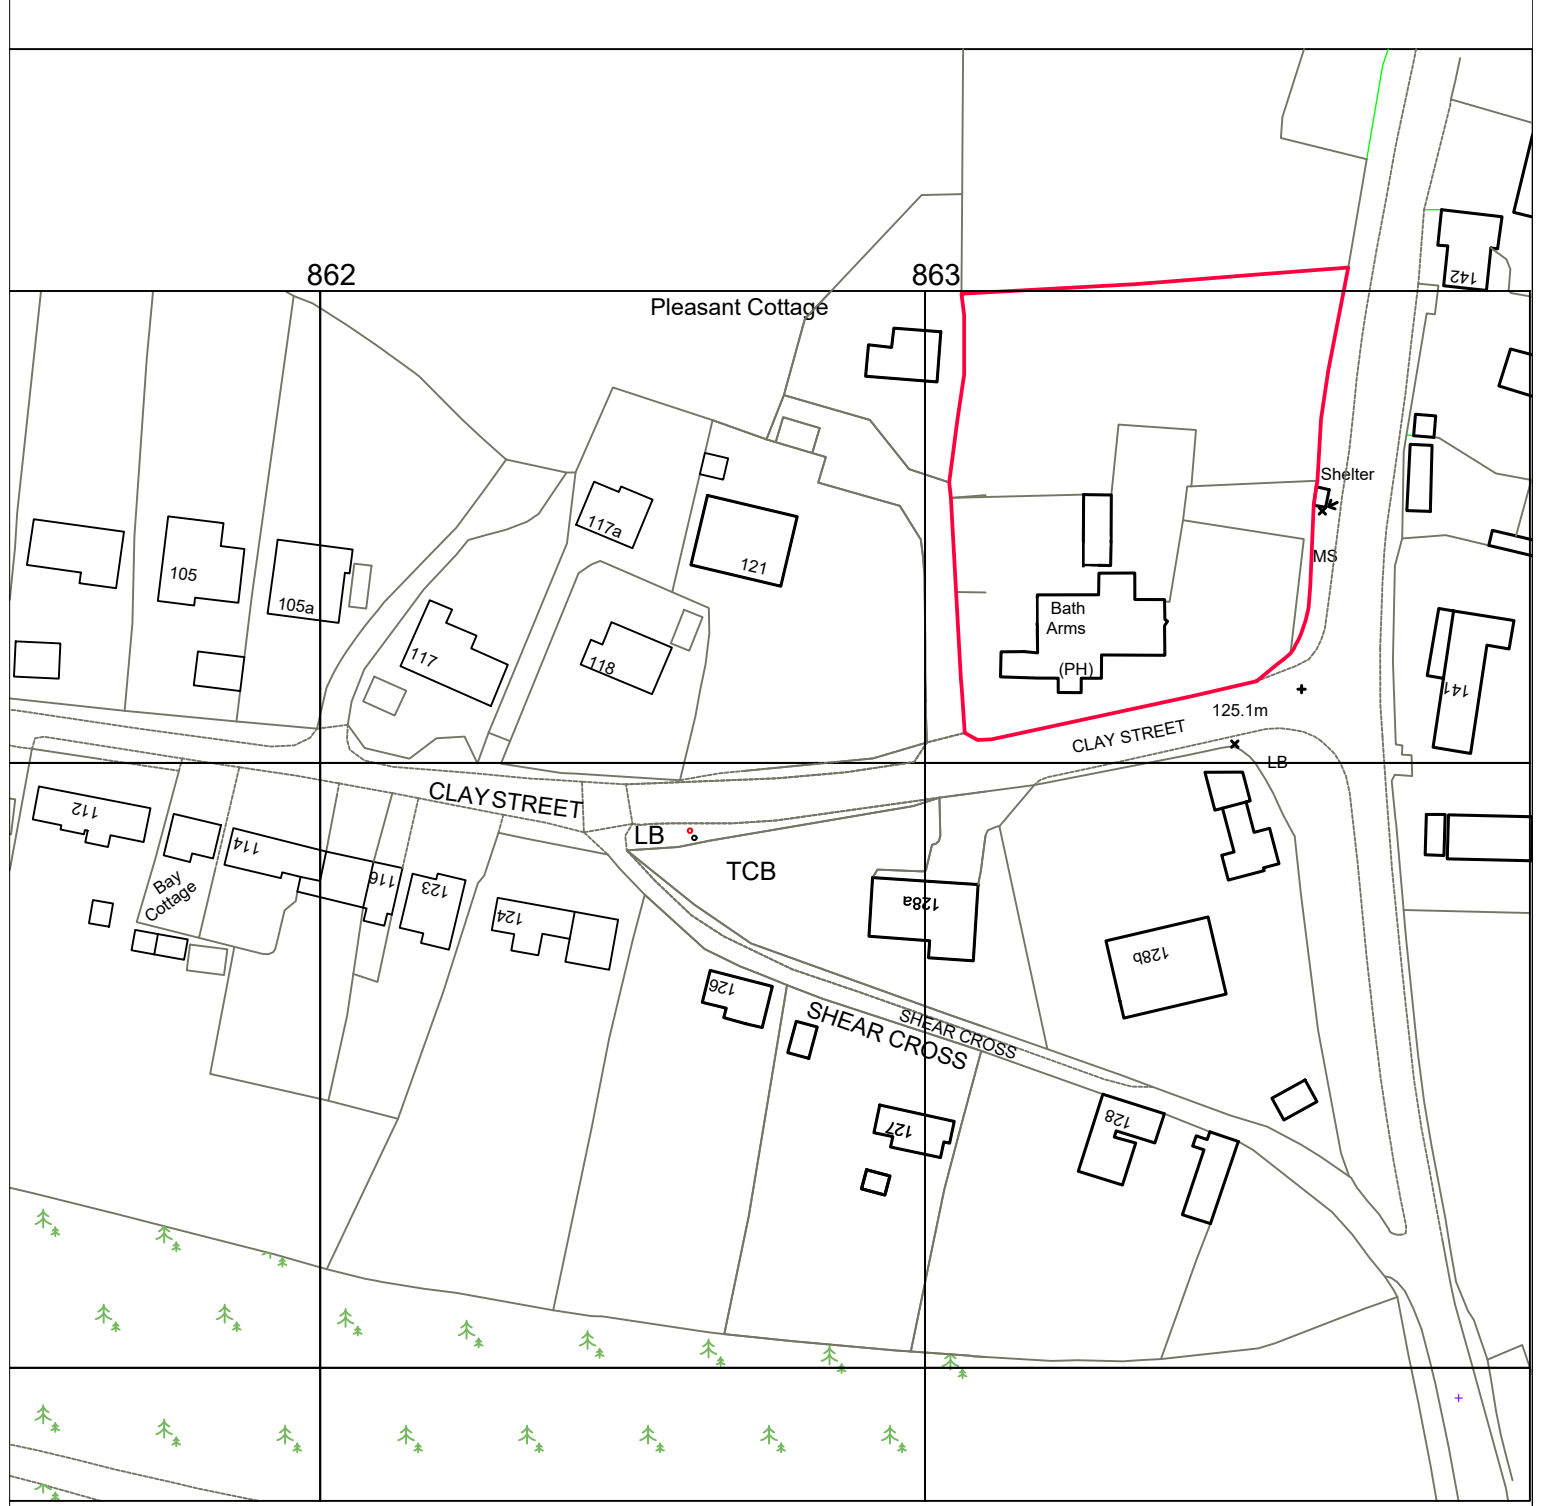 862
863
Pleasant Cottage
142
Shelter
117a
MS
121
105
105a
Bath
Arms
117
118
(PH)
141
125.1m
CLAY STREET
LB
CLAY STREET
112
LB
114
TCB
Bay
Cottage
116
123
128a
124
128b
126
SHEAR CROSS
SHEAR CROSS
128
127